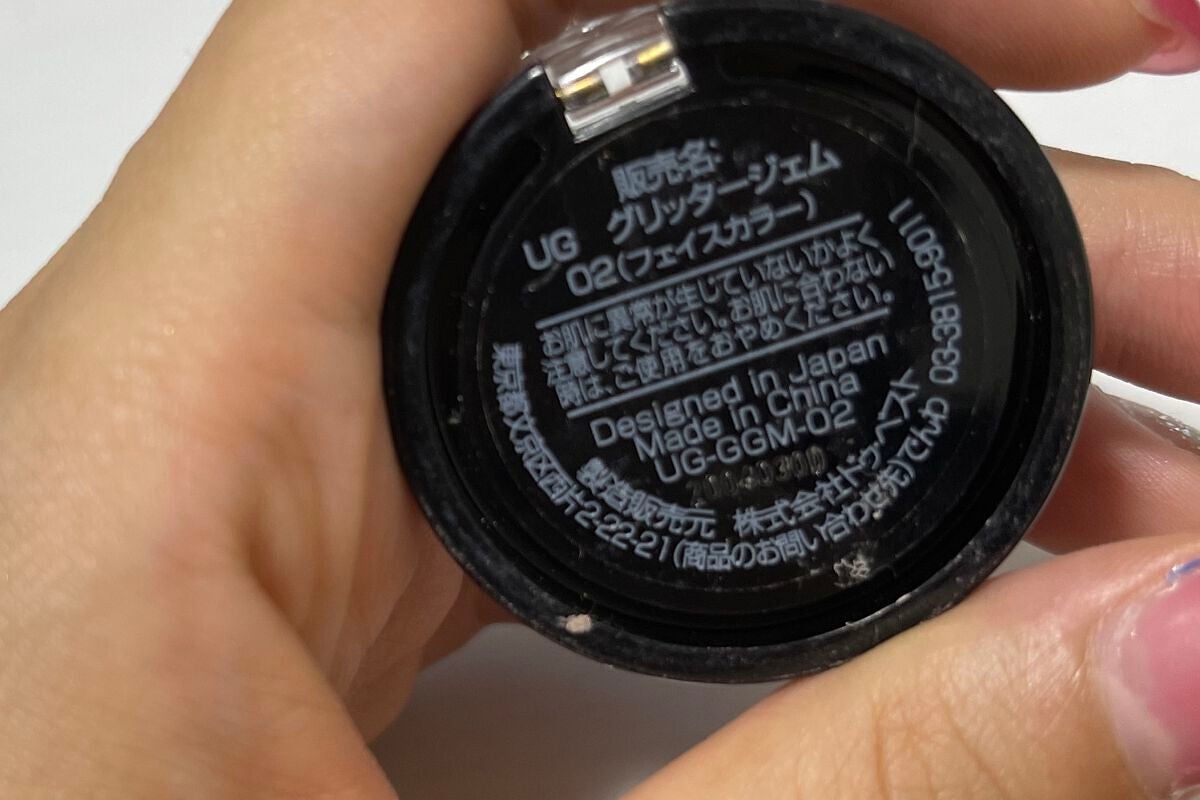 販売名:
UG グリッタージェム
02(フェイスカラー)
お肌に異常が生じていないかよく
注意してください。お肌に合わない
時は、ご使用をおやめください。
Designed in Japan
Made in China
UG-GGM-02
製造販売元 株式会社ドゥ・ベスト
東京都文京区西片2-22-21(商品のお問い合わせ先)でんわ 03-3815-9011